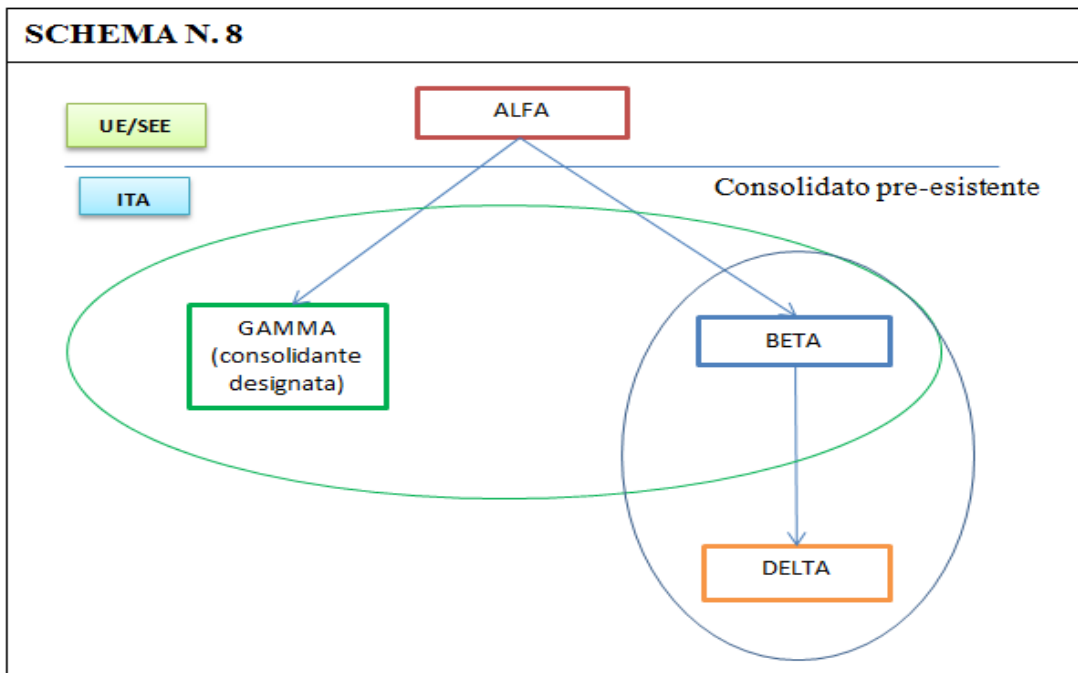 SCHEMA N. 8
UE/SEE
ALFA
ITA
Consolidato pre-esistente
GAMMA
(consolidante
designata)
BETA
DELTA